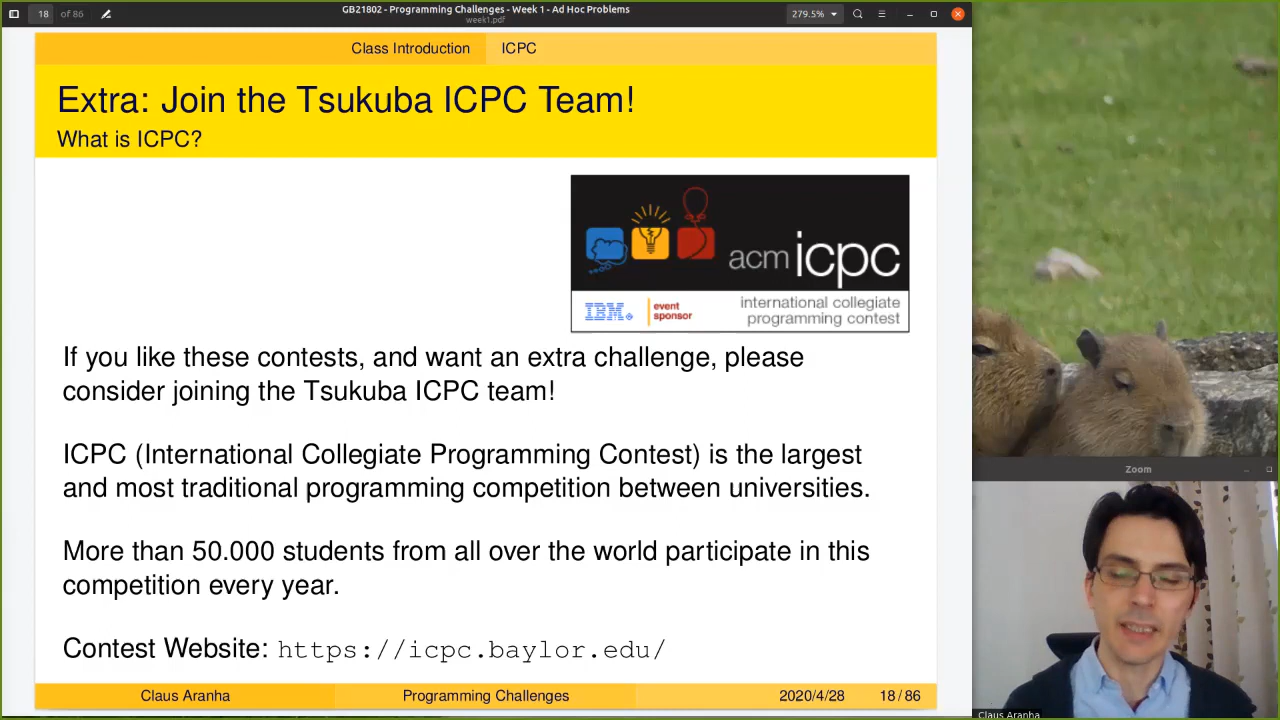 18 of 86
GB21802 - Programming Challenges - Week 1 - Ad Hoc Problems
week1.pdf
279.5%
Class Introduction
ICPC
Extra: Join the Tsukuba ICPC Team!
What is ICPC?
acm icpc
IBM.
event
sponsor
international collegiate
programming contest
If you like these contests, and want an extra challenge, please
consider joining the Tsukuba ICPC team!
ICPC (International Collegiate Programming Contest) is the largest
and most traditional programming competition between universities.
More than 50.000 students from all over the world participate in this
competition every year.
Contest Website: https://icpc.baylor.edu/
Claus Aranha
Programming Challenges
2020/4/28
18 / 86
Zoom
Claus Aranha